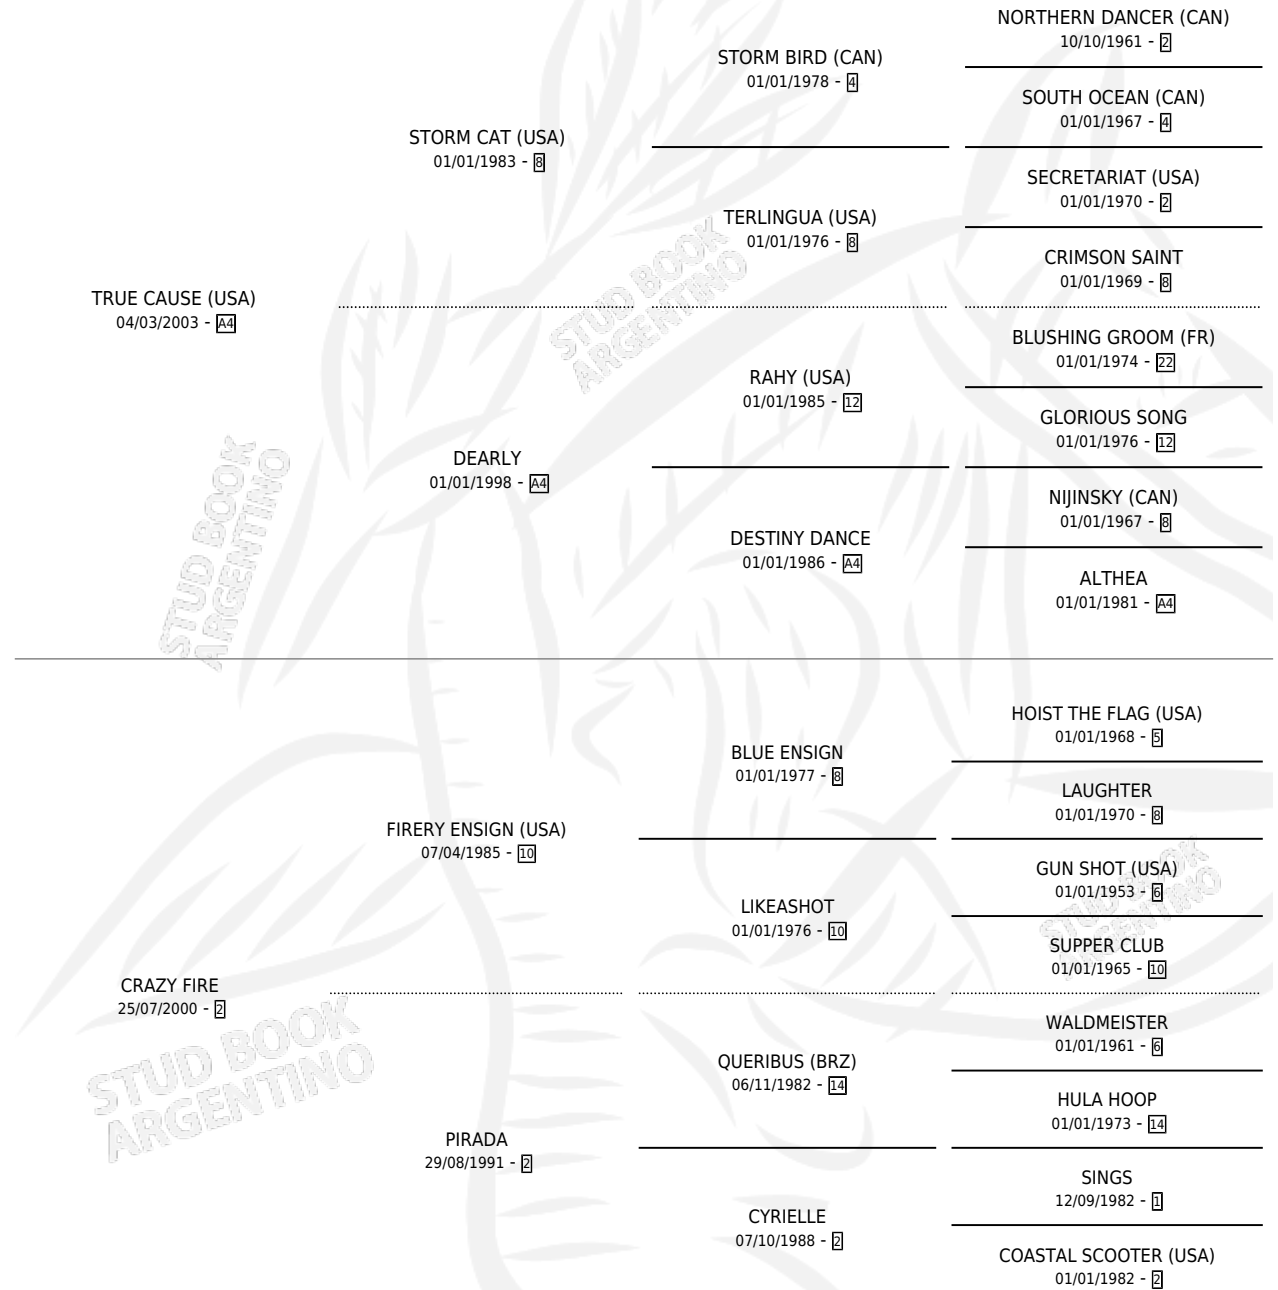 NORTHERN DANCER (CAN)
10/10/1961 - 2
STORM BIRD (CAN)
01/01/1978 - 4
SOUTH OCEAN (CAN)
01/01/1967 - 4
STORM CAT (USA)
01/01/1983 - 8
SECRETARIAT (USA)
01/01/1970 - 2
TERLINGUA (USA)
01/01/1976 - 8
CRIMSON SAINT
01/01/1969 - 8
TRUE CAUSE (USA)
04/03/2003 - A4
BLUSHING GROOM (FR)
01/01/1974 - 22
RAHY (USA)
01/01/1985 - 12
GLORIOUS SONG
01/01/1976 - 12
DEARLY
01/01/1998 - A4
NIJINSKY (CAN)
01/01/1967 - 8
DESTINY DANCE
01/01/1986 - A4
ALTHEA
01/01/1981 - A4
HOIST THE FLAG (USA)
01/01/1968 - 5
BLUE ENSIGN
01/01/1977 - 8
LAUGHTER
01/01/1970 - 8
FIRERY ENSIGN (USA)
07/04/1985 - 10
GUN SHOT (USA)
01/01/1953 - 6
LIKEASHOT
01/01/1976 - 10
SUPPER CLUB
01/01/1965 - 10
CRAZY FIRE
25/07/2000 - 2
WALDMEISTER
01/01/1961 - 6
QUERIBUS (BRZ)
06/11/1982 - 14
HULA HOOP
01/01/1973 - 14
PIRADA
29/08/1991 - 2
SINGS
12/09/1982 - 1
CYRIELLE
07/10/1988 - 2
COASTAL SCOOTER (USA)
01/01/1982 - 2
STUD BOOK
ARGENTINO
STUD BOOK
ARGENTINO
STUD BOOK
ARGENTINO
STUD BOOK
ARGENTINO